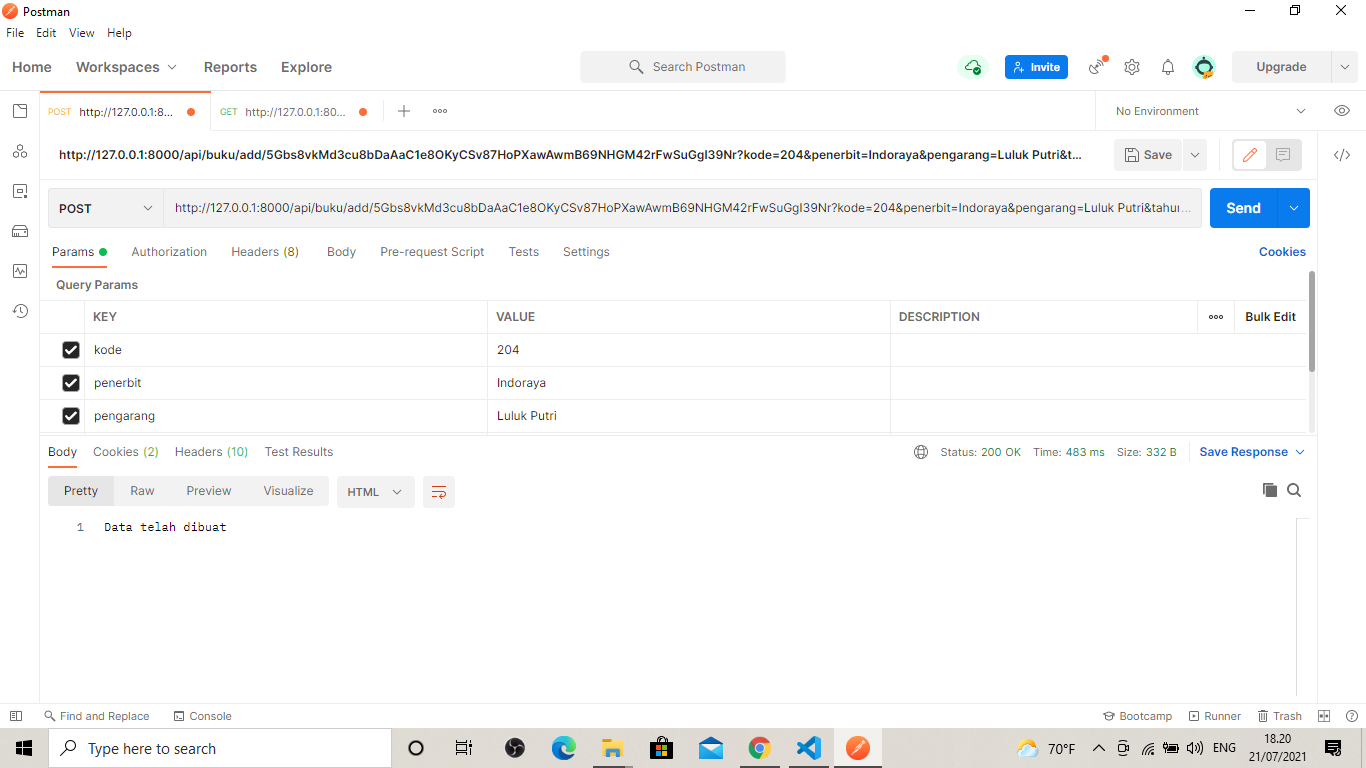 Postman
File Edit View Help
Home Workspaces Reports Explore Search Postman Invite Upgrade
POST http://127.0.0.1:8... GET http://127.0.0.1:80... No Environment
http://127.0.0.1:8000/api/buku/add/5Gbs8vkMd3cu8bDaAaC1e8OKyCSv87HoPXawAwmB69NHGM42rFwSuGgI39Nr?kode=204&penerbit=Indoraya&pengarang=Luluk Putri&t... Save
POST http://127.0.0.1:8000/api/buku/add/5Gbs8vkMd3cu8bDaAaC1e8OKyCSv87HoPXawAwmB69NHGM42rFwSuGgI39Nr?kode=204&penerbit=Indoraya&pengarang=Luluk Putri&tahun... Send
Params Authorization Headers (8) Body Pre-request Script Tests Settings Cookies
Query Params
KEY VALUE DESCRIPTION Bulk Edit
kode 204
penerbit Indoraya
pengarang Luluk Putri
Body Cookies (2) Headers (10) Test Results Status: 200 OK Time: 483 ms Size: 332 B Save Response
Pretty Raw Preview Visualize HTML
1 Data telah dibuat
Find and Replace Console Bootcamp Runner Trash
Type here to search 70°F ENG 18.20
21/07/2021